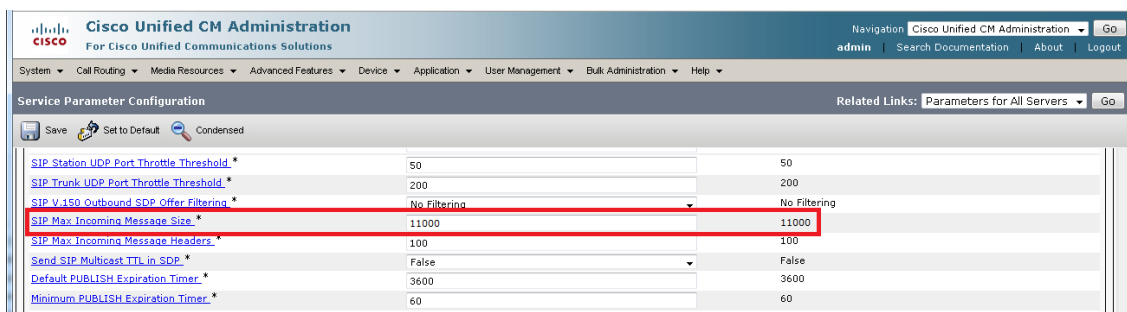 Cisco Unified CM Administration
CISCO
For Cisco Unified Communications Solutions
Navigation Cisco Unified CM Administration Go
admin | Search Documentation | About | Logout
System Call Routing Media Resources Advanced Features Device Application User Management Bulk Administration Help
Service Parameter Configuration Related Links: Parameters for All Servers Go
Save Set to Default Condensed
SIP Station UDP Port Throttle Threshold * 50 50
SIP Trunk UDP Port Throttle Threshold * 200 200
SIP V.150 Outbound SDP Offer Filtering * No Filtering No Filtering
SIP Max Incoming Message Size * 11000 11000
SIP Max Incoming Message Headers * 100 100
Send SIP Multicast TTL in SDP * False False
Default PUBLISH Expiration Timer * 3600 3600
Minimum PUBLISH Expiration Timer * 60 60